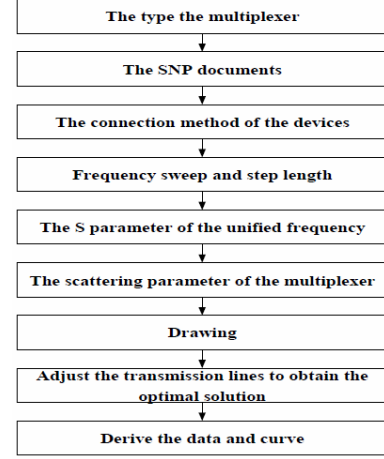 The type the multiplexer
The SNP documents
The connection method of the devices
Frequency sweep and step length
The S parameter of the unified frequency
The scattering parameter of the multiplexer
Drawing
Adjust the transmission lines to obtain the
optimal solution
Derive the data and curve